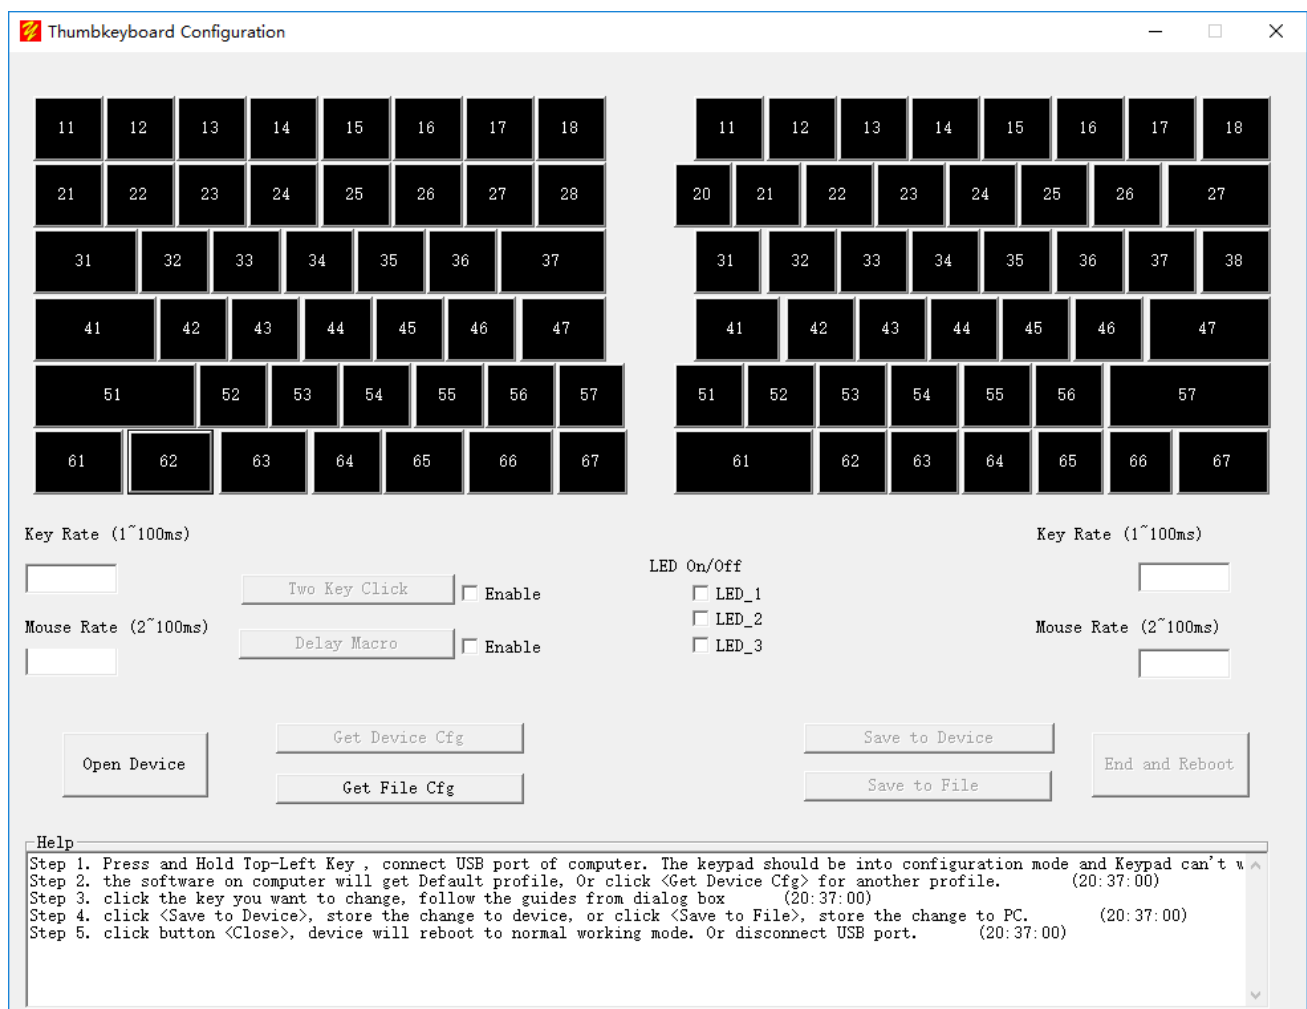 Thumbkeyboard Configuration
11 12 13 14 15 16 17 18 11 12 13 14 15 16 17 18
21 22 23 24 25 26 27 28 20 21 22 23 24 25 26 27
31 32 33 34 35 36 37 31 32 33 34 35 36 37 38
41 42 43 44 45 46 47 41 42 43 44 45 46 47
51 52 53 54 55 56 57 51 52 53 54 55 56 57
61 62 63 64 65 66 67 61 62 63 64 65 66 67
Key Rate (1~100ms) Key Rate (1~100ms)
LED On/Off
Two Key Click Enable LED_1
LED_2
Mouse Rate (2~100ms) Mouse Rate (2~100ms)
Delay Macro Enable LED_3
Get Device Cfg Save to Device
Open Device End and Reboot
Get File Cfg Save to File
Help
Step 1. Press and Hold Top-Left Key , connect USB port of computer. The keypad should be into configuration mode and Keypad can't w
Step 2. the software on computer will get Default profile, Or click <Get Device Cfg> for another profile. (20:37:00)
Step 3. click the key you want to change, follow the guides from dialog box (20:37:00)
Step 4. click <Save to Device>, store the change to device, or click <Save to File>, store the change to PC. (20:37:00)
Step 5. click button <Close>, device will reboot to normal working mode. Or disconnect USB port. (20:37:00)